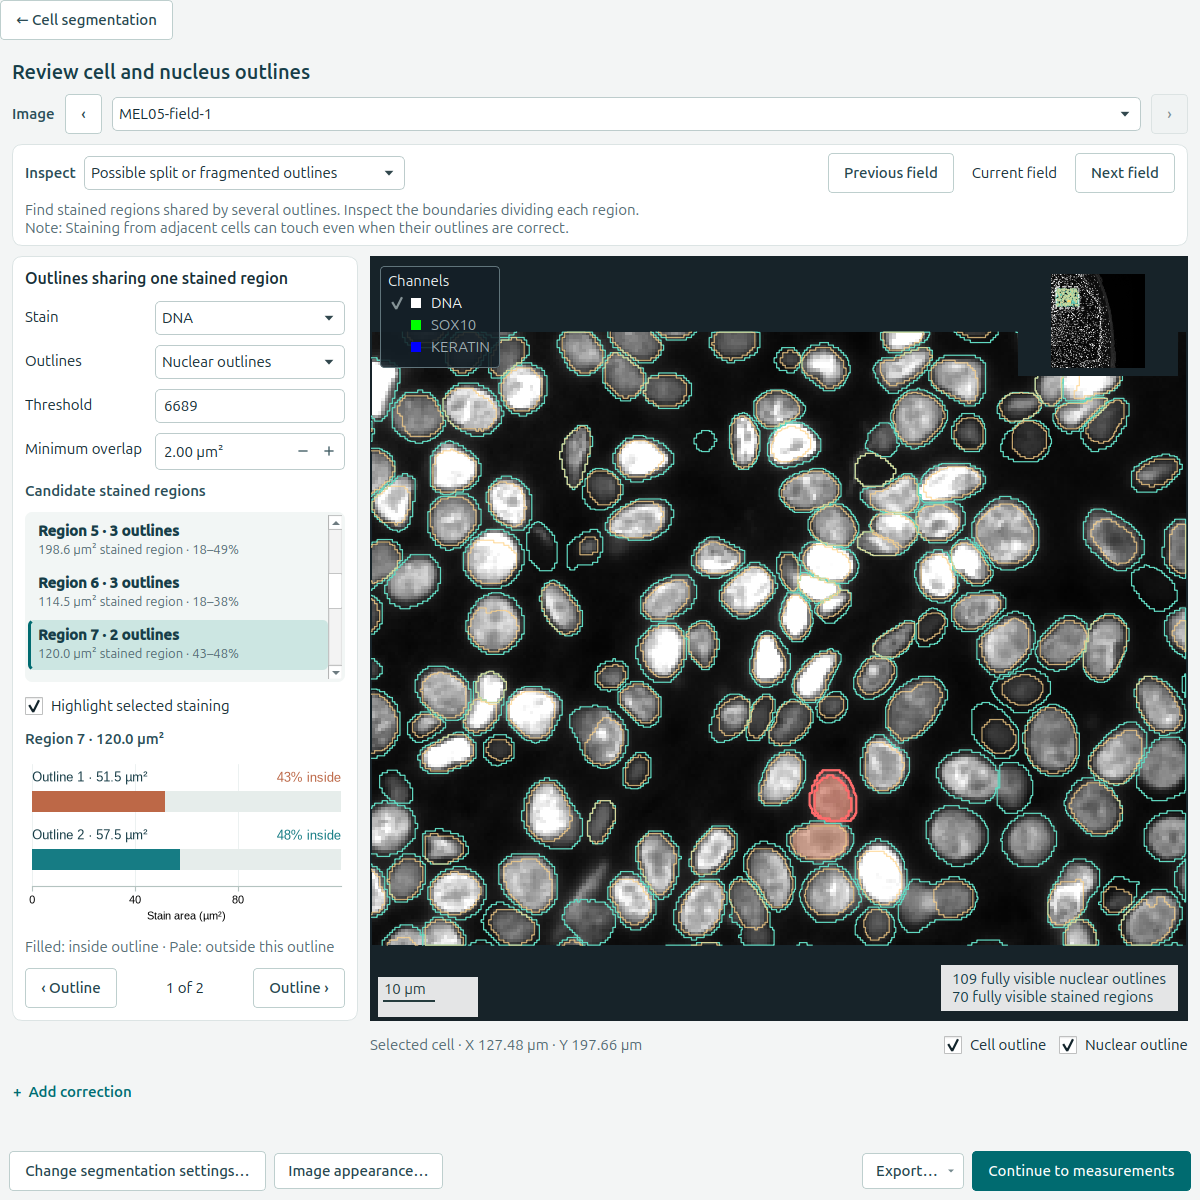 ← Cell segmentation
Review cell and nucleus outlines
Image ‹ MEL05-field-1 ›
Inspect Possible split or fragmented outlines Previous field Current field Next field
Find stained regions shared by several outlines. Inspect the boundaries dividing each region.
Note: Staining from adjacent cells can touch even when their outlines are correct.
Outlines sharing one stained region
Stain DNA
Outlines Nuclear outlines
Threshold 6689
Minimum overlap 2.00 µm² − +
Candidate stained regions
Region 5 · 3 outlines
198.6 µm² stained region · 18–49%
Region 6 · 3 outlines
114.5 µm² stained region · 18–38%
Region 7 · 2 outlines
120.0 µm² stained region · 43–48%
Highlight selected staining
Region 7 · 120.0 µm²
Outline 1 · 51.5 µm² 43% inside
Outline 2 · 57.5 µm² 48% inside
0 40 80
Stain area (µm²)
Filled: inside outline · Pale: outside this outline
‹ Outline 1 of 2 Outline ›
Channels
DNA
SOX10
KERATIN
10 µm
109 fully visible nuclear outlines
70 fully visible stained regions
Selected cell · X 127.48 µm · Y 197.66 µm
Cell outline Nuclear outline
+ Add correction
Change segmentation settings… Image appearance… Export… Continue to measurements